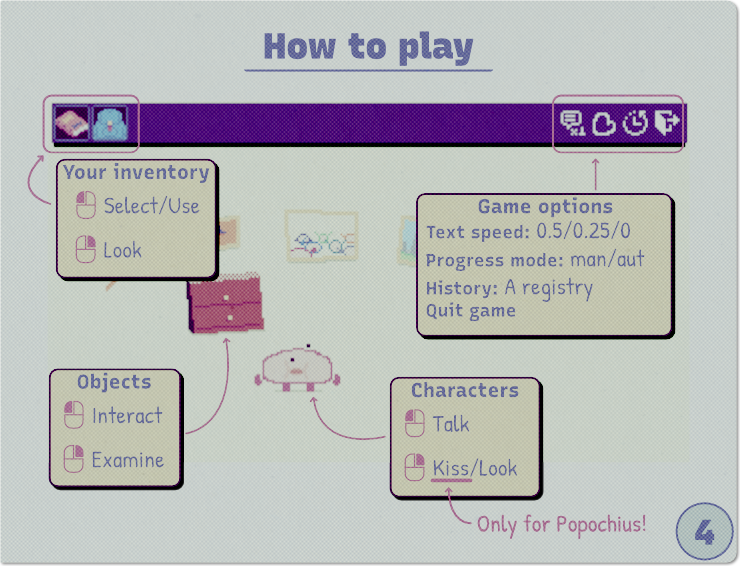 How to play
Your inventory
Select/Use
Look
Game options
Text speed: 0.5/0.25/0
Progress mode: man/aut
History: A registry
Quit game
Objects
Interact
Examine
Characters
Talk
Kiss/Look
Only for Popochius!
4